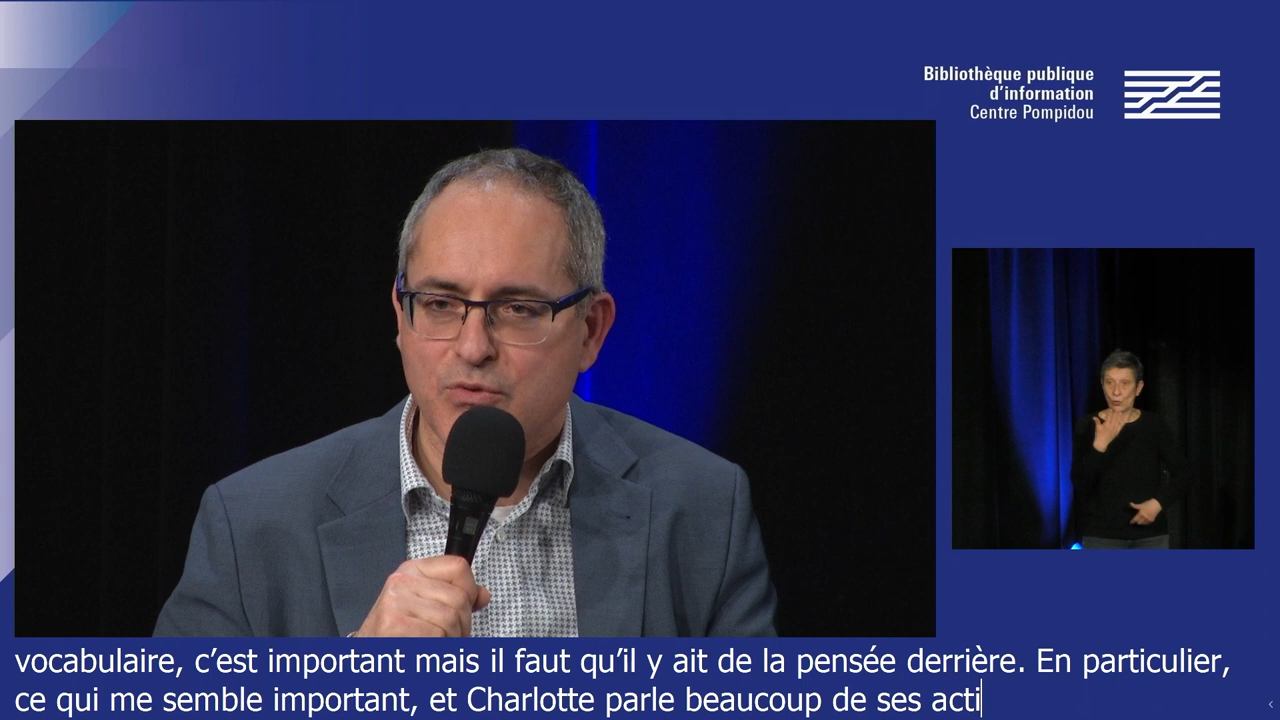 Bibliothèque publique
d’information
Centre Pompidou
vocabulaire, c’est important mais il faut qu’il y ait de la pensée derrière. En particulier,
ce qui me semble important, et Charlotte parle beaucoup de ses acti